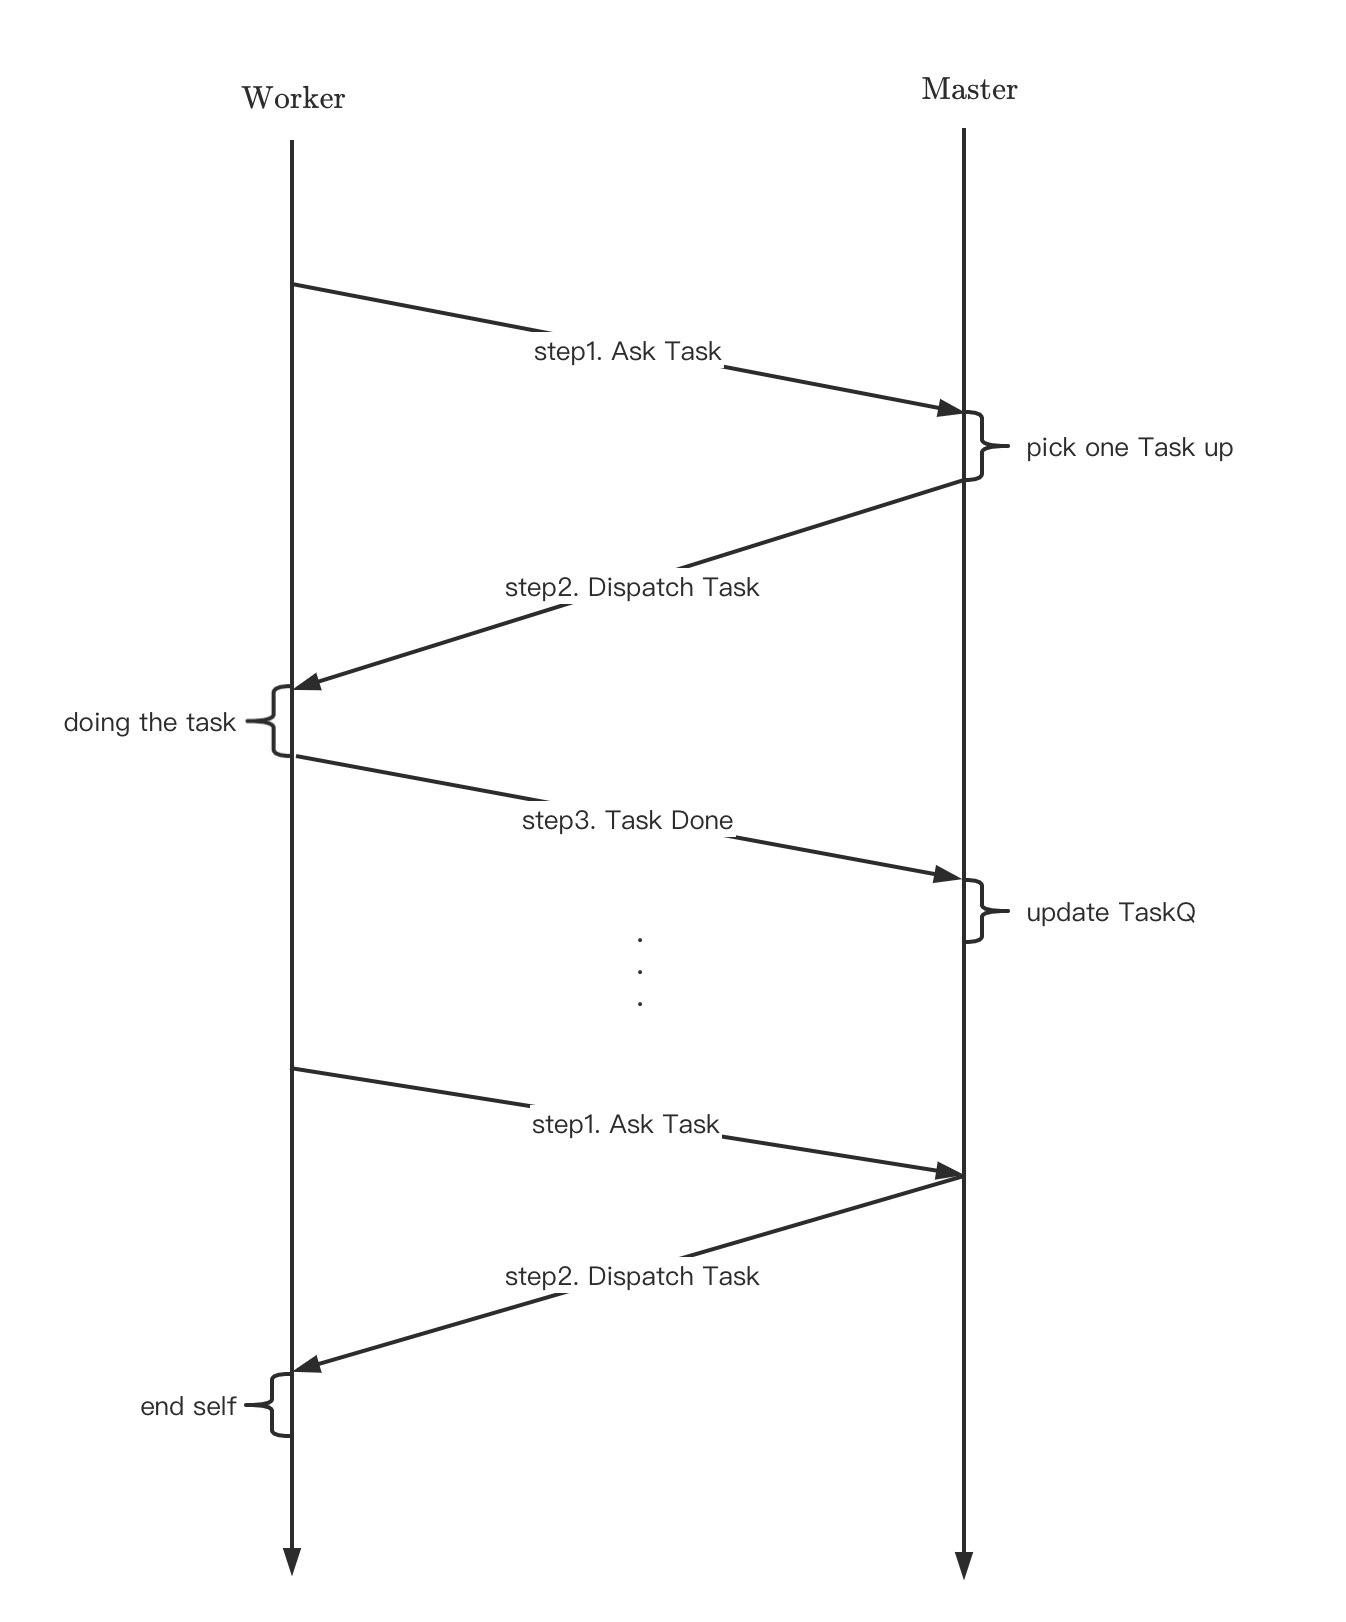 Worker
Master
step1. Ask Task
pick one Task up
step2. Dispatch Task
doing the task
step3. Task Done
update TaskQ
step1. Ask Task
step2. Dispatch Task
end self